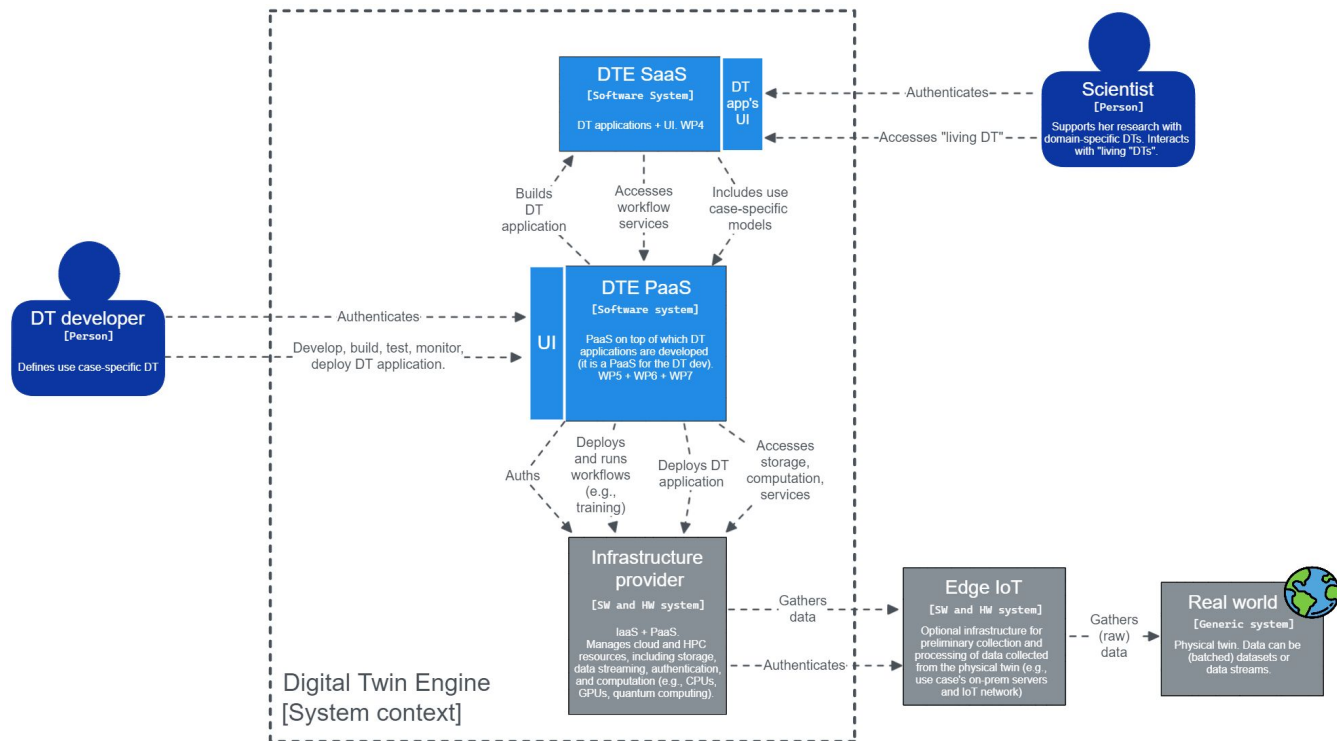 DTE SaaS
[Software System]
DT applications + UI. WP4
DT
app's
UI
Authenticates
Accesses "living DT"
Scientist
[Person]
Supports her research with
domain-specific DTs. Interacts
with "living "DTs".
Builds
DT
application
Accesses
workflow
services
Includes use
case-specific
models
DT developer
[Person]
Defines use case-specific DT
Authenticates
Develop, build, test, monitor,
deploy DT application.
UI
DTE PaaS
[Software system]
PaaS on top of which DT
applications are developed
(it is a PaaS for the DT dev).
WP5 + WP6 + WP7
Auths
Deploys
and runs
workflows
(e.g.,
training)
Deploys DT
application
Accesses
storage,
computation,
services
Infrastructure
provider
[SW and HW system]
IaaS + PaaS.
Manages cloud and HPC
resources, including storage,
data streaming, authentication,
and computation (e.g., CPUs,
GPUs, quantum computing).
Gathers
data
Authenticates
Edge IoT
[SW and HW system]
Optional infrastructure for
preliminary collection and
processing of data collected
from the physical twin (e.g.,
use case's on-prem servers
and IoT network)
Gathers
(raw)
data
Real world
[Generic system]
Physical twin. Data can be
(batched) datasets or
data streams.
Digital Twin Engine
[System context]